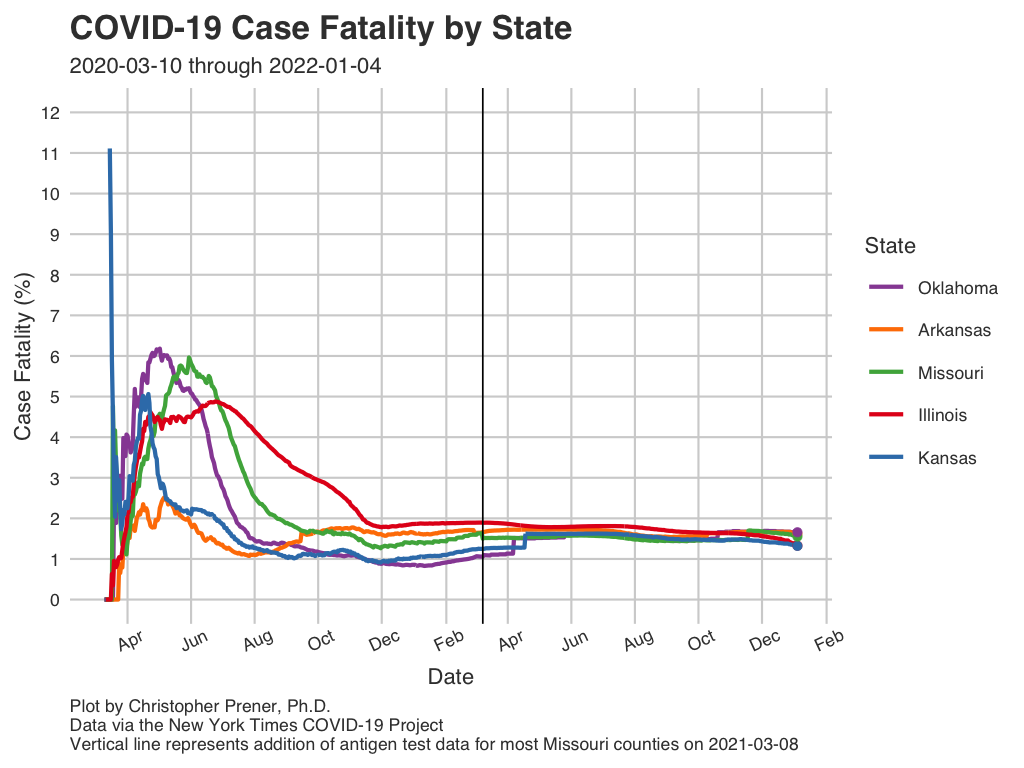 COVID-19 Case Fatality by State
2020-03-10 through 2022-01-04
12
11
10
9
8
7
6
5
4
3
2
1
0
Case Fatality (%)
Apr Jun Aug Oct Dec Feb Apr Jun Aug Oct Dec Feb
Date
State
Oklahoma
Arkansas
Missouri
Illinois
Kansas
Plot by Christopher Prener, Ph.D.
Data via the New York Times COVID-19 Project
Vertical line represents addition of antigen test data for most Missouri counties on 2021-03-08